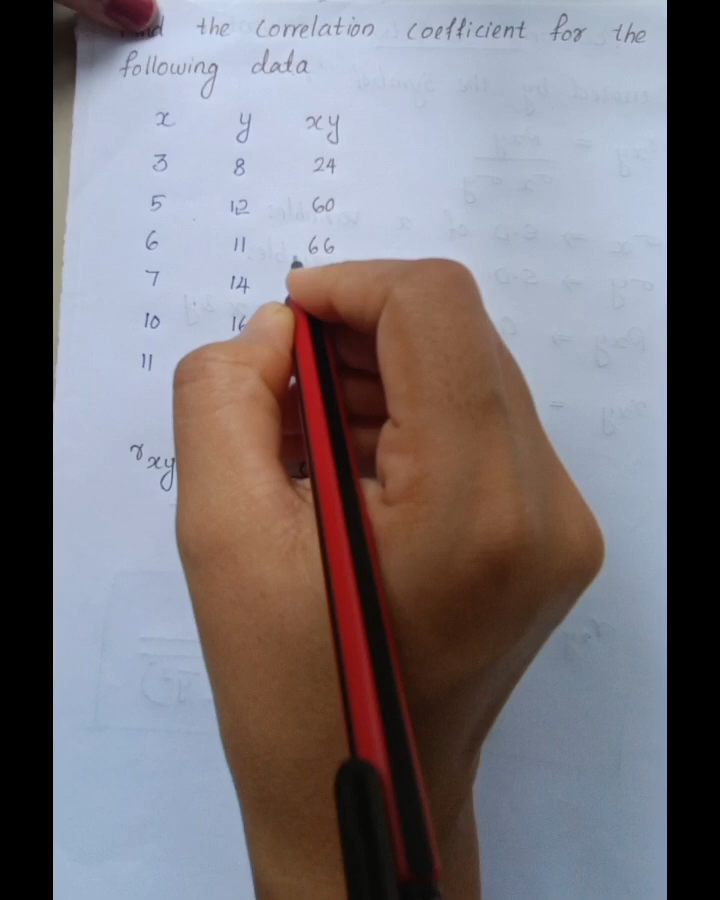 the correlation coefficient for the
following data
x y xy
3 8 24
5 12 60
6 11 66
7 14
10
11
rxy